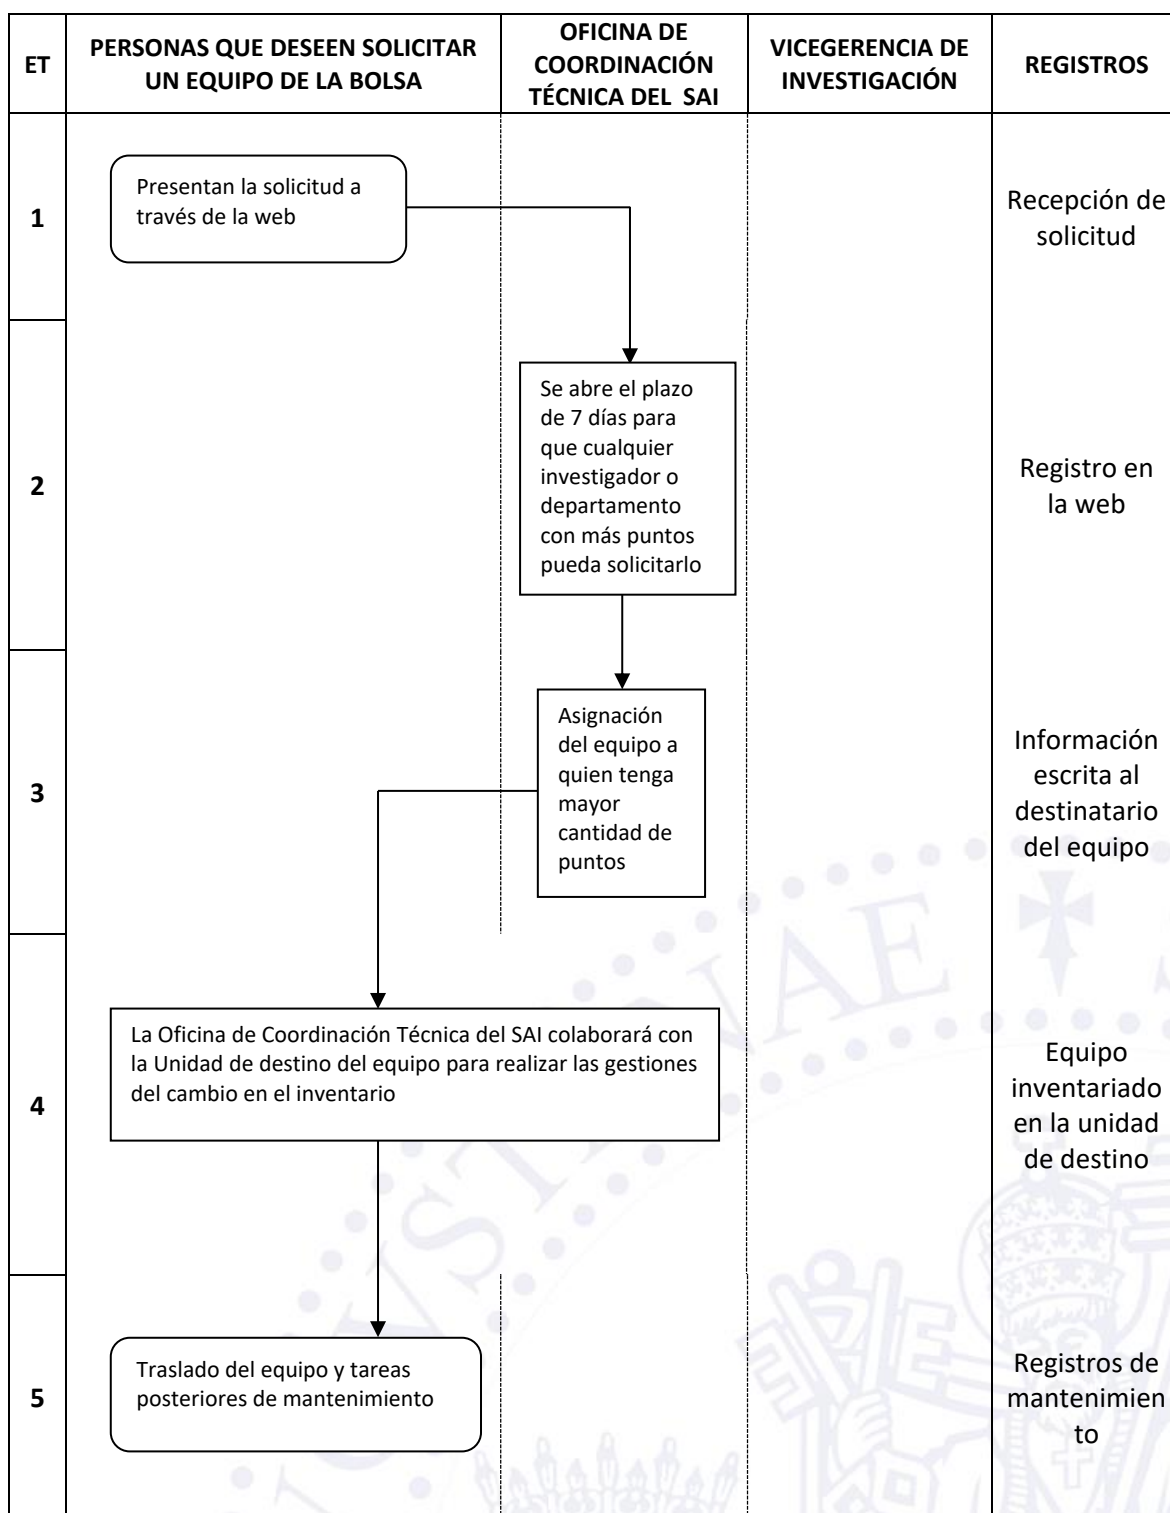 ET
PERSONAS QUE DESEEN SOLICITAR
UN EQUIPO DE LA BOLSA
OFICINA DE
COORDINACIÓN
TÉCNICA DEL SAI
VICEGERENCIA DE
INVESTIGACIÓN
REGISTROS
1
Presentan la solicitud a
través de la web
Recepción de
solicitud
2
Se abre el plazo
de 7 días para
que cualquier
investigador o
departamento
con más puntos
pueda solicitarlo
Registro en
la web
3
Asignación
del equipo a
quien tenga
mayor
cantidad de
puntos
Información
escrita al
destinatario
del equipo
4
La Oficina de Coordinación Técnica del SAI colaborará con
la Unidad de destino del equipo para realizar las gestiones
del cambio en el inventario
Equipo
inventariado
en la unidad
de destino
5
Traslado del equipo y tareas
posteriores de mantenimiento
Registros de
mantenimien
to